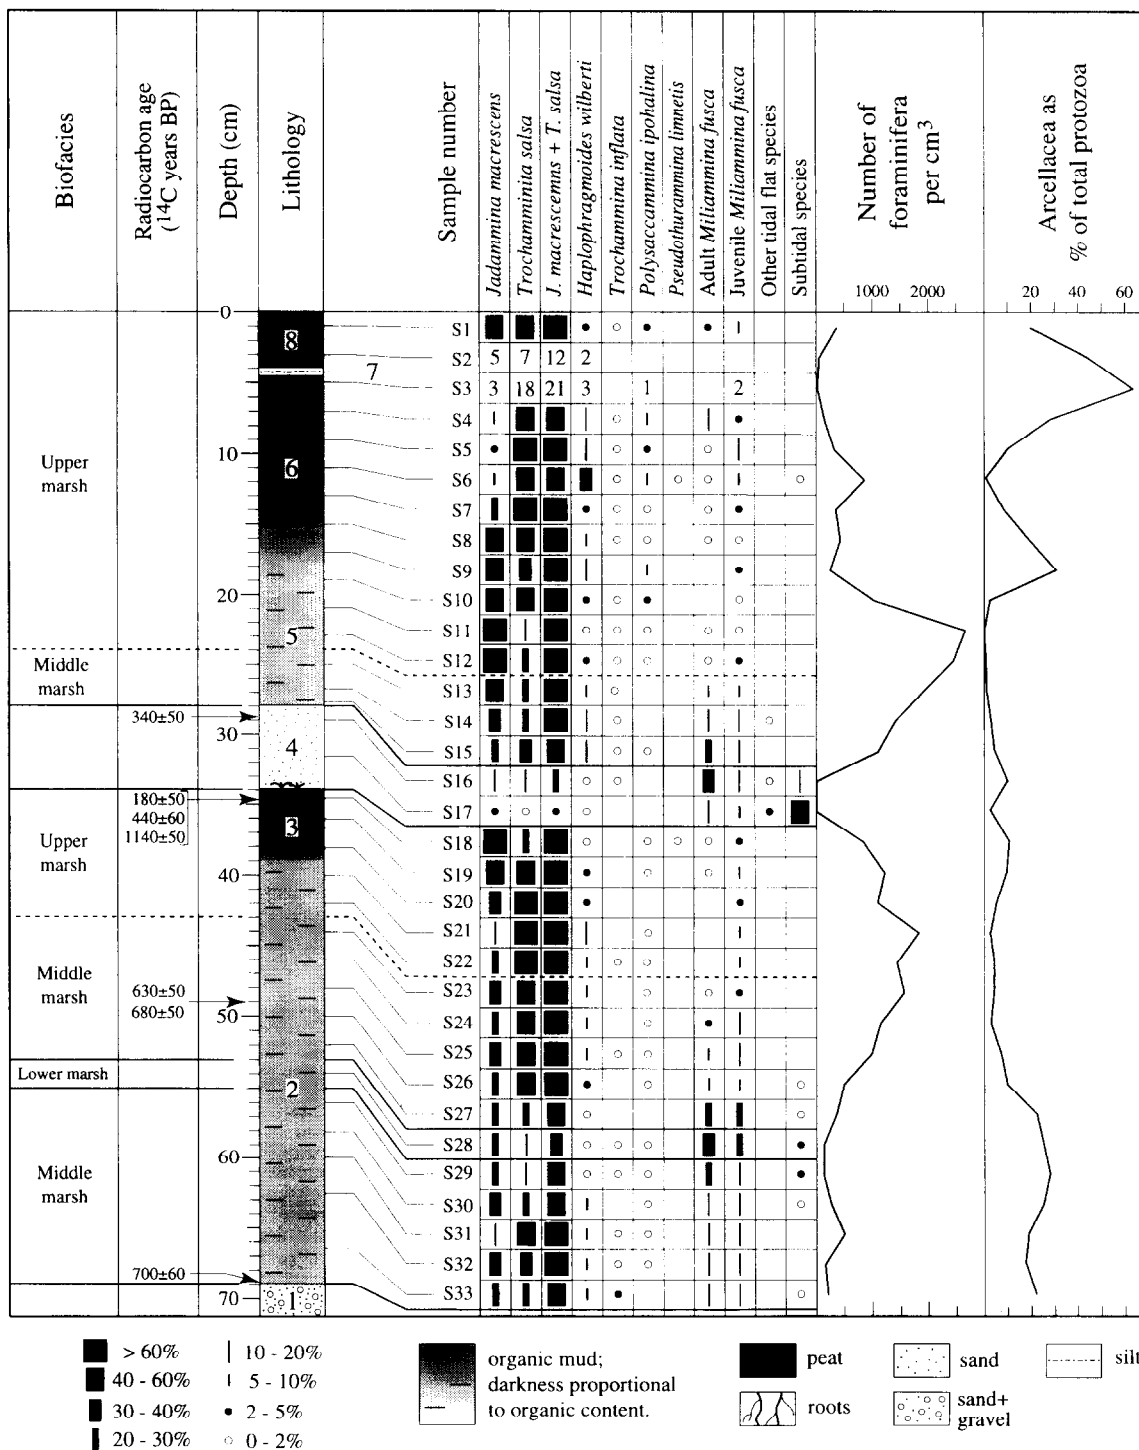 Biofacies
Radiocarbon age
(14C years BP)
Depth (cm)
Lithology
Sample number
Jadammina macrescens
Trochamminita salsa
J. macrescemns + T. salsa
Haplophragmoides wilberti
Trochammina inflata
Polysaccammina ipohalina
Pseudothurammina limnetis
Adult Miliammina fusca
Juvenile Miliammina fusca
Other tidal flat species
Subtidal species
Number of
foraminifera
per cm3
Arcellacea as
% of total protozoa
1000 2000
20 40 60
0
10
20
30
40
50
60
70
Upper
marsh
Middle
marsh
Upper
marsh
Middle
marsh
Lower marsh
Middle
marsh
340±50
180±50
440±60
1140±50
630±50
680±50
700±60
8
7
6
5
4
3
2
1
S1
S2 5 7 12 2
S3 3 18 21 3 1 2
S4
S5
S6
S7
S8
S9
S10
S11
S12
S13
S14
S15
S16
S17
S18
S19
S20
S21
S22
S23
S24
S25
S26
S27
S28
S29
S30
S31
S32
S33
> 60%
40 - 60%
30 - 40%
20 - 30%
10 - 20%
5 - 10%
2 - 5%
0 - 2%
organic mud;
darkness proportional
to organic content.
peat
roots
sand
sand+
gravel
silt